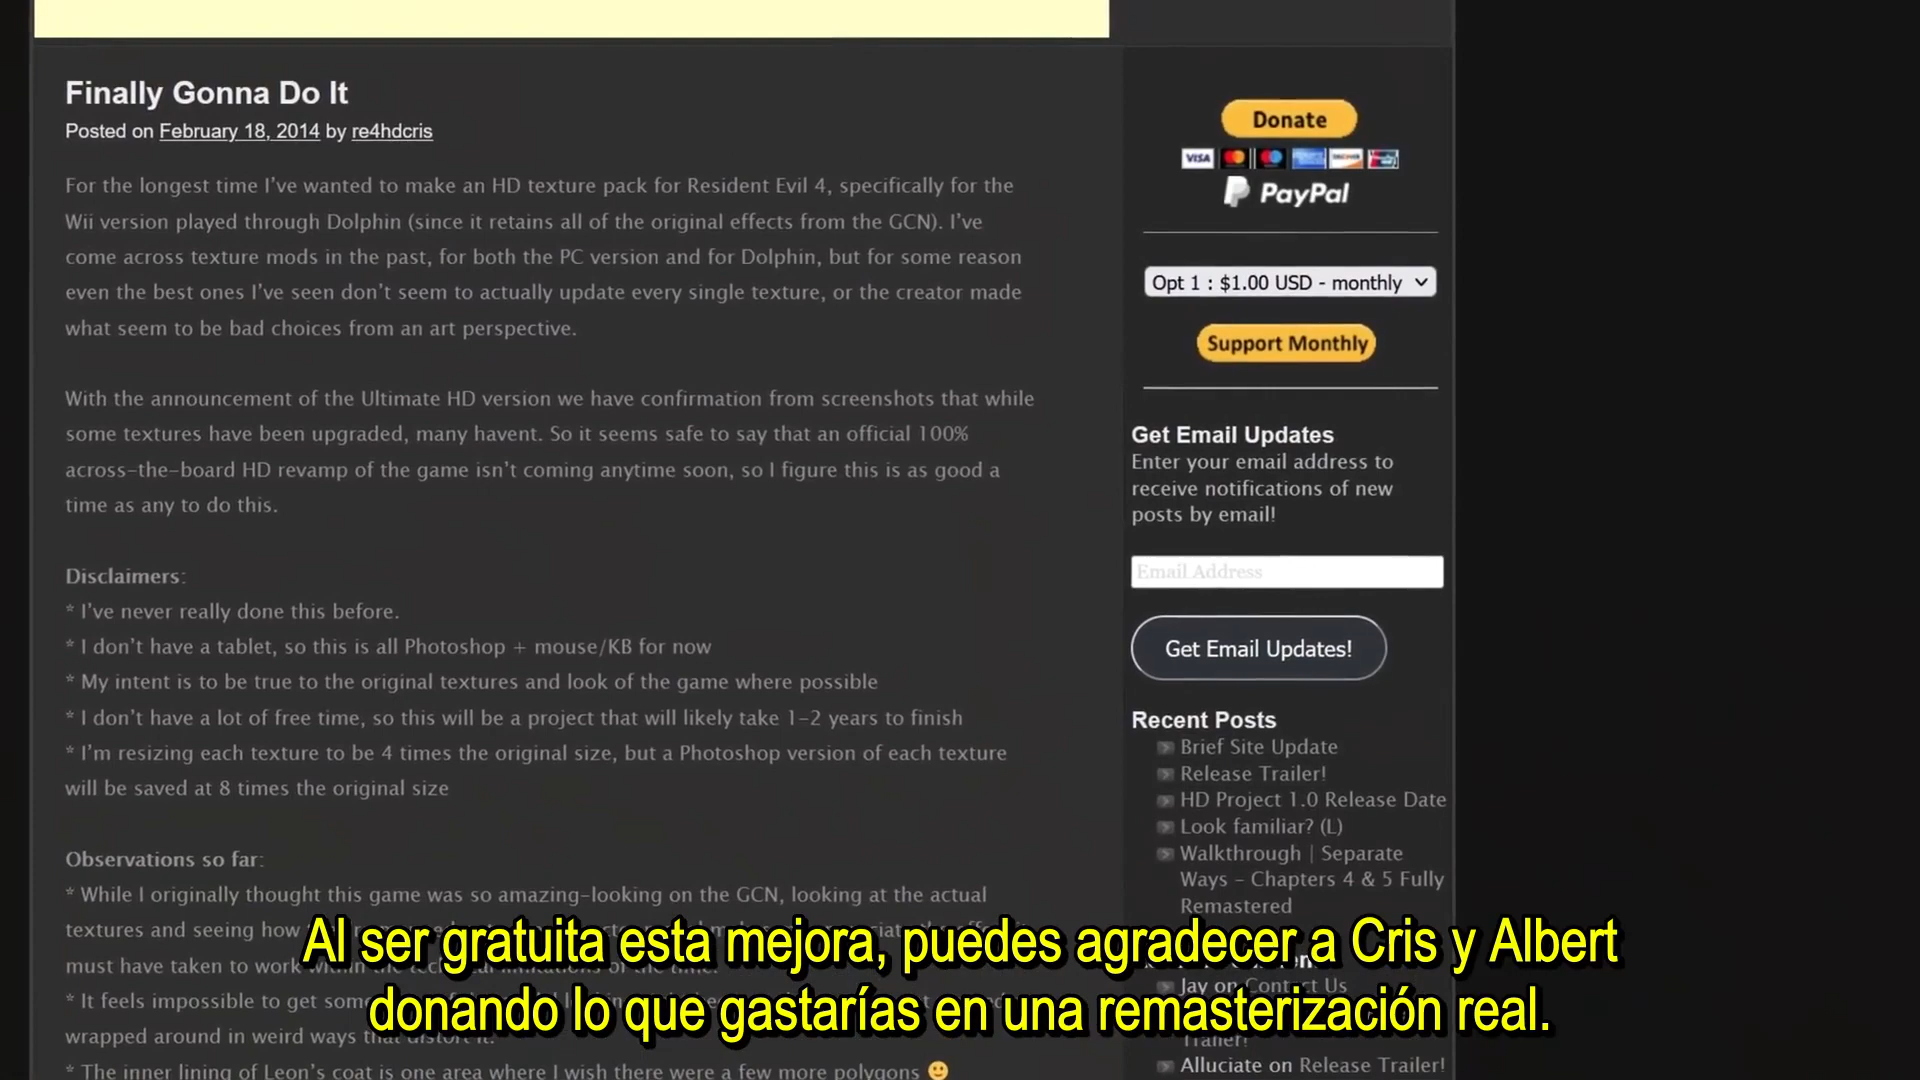 Finally Gonna Do It
Posted on February 18, 2014 by re4hdcris
For the longest time I've wanted to make an HD texture pack for Resident Evil 4, specifically for the
Wii version played through Dolphin (since it retains all of the original effects from the GCN). I've
come across texture mods in the past, for both the PC version and for Dolphin, but for some reason
even the best ones I've seen don't seem to actually update every single texture, or the creator made
what seem to be bad choices from an art perspective.
With the announcement of the Ultimate HD version we have confirmation from screenshots that while
some textures have been upgraded, many havent. So it seems safe to say that an official 100%
across-the-board HD revamp of the game isn't coming anytime soon, so I figure this is as good a
time as any to do this.
Disclaimers:
* I've never really done this before.
* I don't have a tablet, so this is all Photoshop + mouse/KB for now
* My intent is to be true to the original textures and look of the game where possible
* I don't have a lot of free time, so this will be a project that will likely take 1-2 years to finish
* I'm resizing each texture to be 4 times the original size, but a Photoshop version of each texture
will be saved at 8 times the original size
Observations so far:
* While I originally thought this game was so amazing-looking on the GCN, looking at the actual
textures and seeing how
must have taken to work within the technical limitations of the time.
* It feels impossible to get some
wrapped around in weird ways that distort it.
* The inner lining of Leon's coat is one area where I wish there were a few more polygons 🙂
Donate
VISA
DISCOVER
PayPal
Opt 1 : $1.00 USD - monthly
Support Monthly
Get Email Updates
Enter your email address to
receive notifications of new
posts by email!
Email Address
Get Email Updates!
Recent Posts
Brief Site Update
Release Trailer!
HD Project 1.0 Release Date
Look familiar? (L)
Walkthrough | Separate
Ways – Chapters 4 & 5 Fully
Remastered
Jay on Contact Us
Trailer!
Alluciate on Release Trailer!
Al ser gratuita esta mejora, puedes agradecer a Cris y Albert
donando lo que gastarías en una remasterización real.